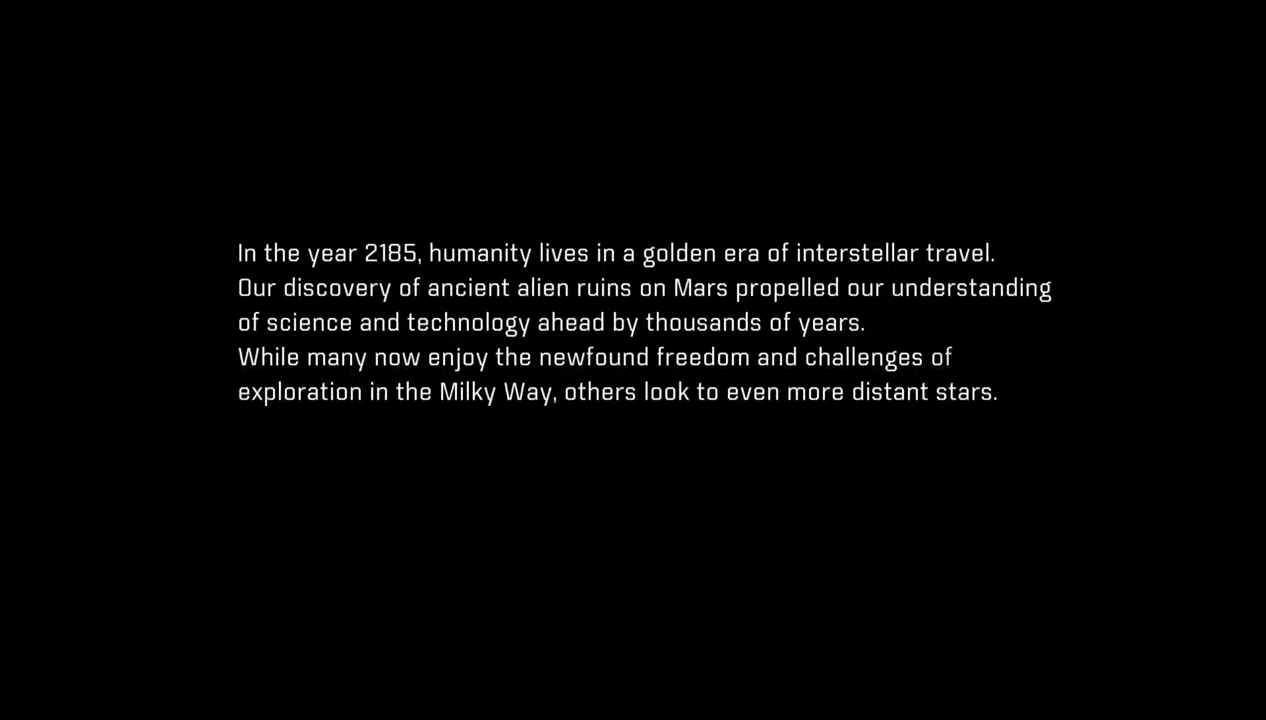 In the year 2185, humanity lives in a golden era of interstellar travel.
Our discovery of ancient alien ruins on Mars propelled our understanding
of science and technology ahead by thousands of years.
While many now enjoy the newfound freedom and challenges of
exploration in the Milky Way, others look to even more distant stars.